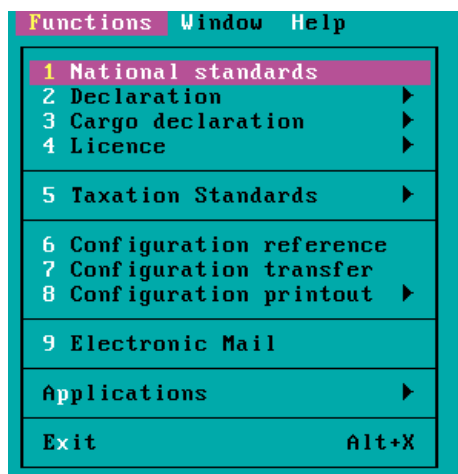 Functions Window Help
1 National standards
2 Declaration
3 Cargo declaration
4 Licence
5 Taxation Standards
6 Configuration reference
7 Configuration transfer
8 Configuration printout
9 Electronic Mail
Applications
Exit Alt+X